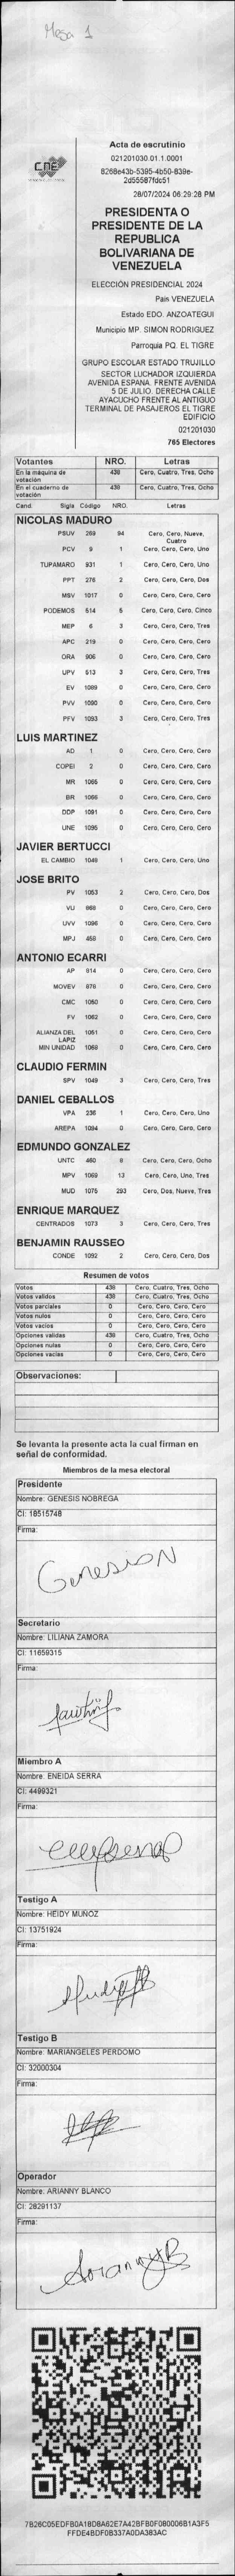 Mesa 1
CNE
Acta de escrutinio
021201030.01.1.0001
8268e43b-5395-4b50-839e-
2d55587fdc51
28/07/2024 06:29:28 PM
PRESIDENTA O
PRESIDENTE DE LA
REPUBLICA
BOLIVARIANA DE
VENEZUELA
ELECCIÓN PRESIDENCIAL 2024
Pais VENEZUELA
Estado EDO. ANZOATEGUI
Municipio MP. SIMON RODRIGUEZ
Parroquia PQ. EL TIGRE
GRUPO ESCOLAR ESTADO TRUJILLO
SECTOR LUCHADOR IZQUIERDA
AVENIDA ESPANA. FRENTE AVENIDA
5 DE JULIO. DERECHA CALLE
AYACUCHO FRENTE AL ANTIGUO
TERMINAL DE PASAJEROS EL TIGRE
EDIFICIO
021201030
765 Electores
Votantes NRO. Letras
En la máquina de votación 438 Cero, Cuatro, Tres, Ocho
En el cuaderno de votación 438 Cero, Cuatro, Tres, Ocho
Cand. Sigla Codigo NRO. Letras
NICOLAS MADURO
PSUV 269 94 Cero, Cero, Nueve, Cuatro
PCV 9 1 Cero, Cero, Cero, Uno
TUPAMARO 931 1 Cero, Cero, Cero, Uno
PPT 276 2 Cero, Cero, Cero, Dos
MSV 1017 0 Cero, Cero, Cero, Cero
PODEMOS 514 5 Cero, Cero, Cero, Cinco
MEP 6 3 Cero, Cero, Cero, Tres
APC 219 0 Cero, Cero, Cero, Cero
ORA 906 0 Cero, Cero, Cero, Cero
UPV 513 3 Cero, Cero, Cero, Tres
EV 1089 0 Cero, Cero, Cero, Cero
PVV 1090 0 Cero, Cero, Cero, Cero
PFV 1093 3 Cero, Cero, Cero, Tres
LUIS MARTINEZ
AD 1 0 Cero, Cero, Cero, Cero
COPEI 2 0 Cero, Cero, Cero, Cero
MR 1065 0 Cero, Cero, Cero, Cero
BR 1066 0 Cero, Cero, Cero, Cero
DDP 1091 0 Cero, Cero, Cero, Cero
UNE 1095 0 Cero, Cero, Cero, Cero
JAVIER BERTUCCI
EL CAMBIO 1048 1 Cero, Cero, Cero, Uno
JOSE BRITO
PV 1053 2 Cero, Cero, Cero, Dos
VU 868 0 Cero, Cero, Cero, Cero
UVV 1096 0 Cero, Cero, Cero, Cero
MPJ 458 0 Cero, Cero, Cero, Cero
ANTONIO ECARRI
AP 814 0 Cero, Cero, Cero, Cero
MOVEV 878 0 Cero, Cero, Cero, Cero
CMC 1050 0 Cero, Cero, Cero, Cero
FV 1062 0 Cero, Cero, Cero, Cero
ALIANZA DEL LAPIZ 1051 0 Cero, Cero, Cero, Cero
MIN UNIDAD 1068 0 Cero, Cero, Cero, Cero
CLAUDIO FERMIN
SPV 1049 3 Cero, Cero, Cero, Tres
DANIEL CEBALLOS
VPA 236 1 Cero, Cero, Cero, Uno
AREPA 1094 0 Cero, Cero, Cero, Cero
EDMUNDO GONZALEZ
UNTC 460 8 Cero, Cero, Cero, Ocho
MPV 1069 13 Cero, Cero, Uno, Tres
MUD 1075 293 Cero, Dos, Nueve, Tres
ENRIQUE MARQUEZ
CENTRADOS 1073 3 Cero, Cero, Cero, Tres
BENJAMIN RAUSSEO
CONDE 1092 2 Cero, Cero, Cero, Dos
Resumen de votos
Votos 438 Cero, Cuatro, Tres, Ocho
Votos validos 438 Cero, Cuatro, Tres, Ocho
Votos parciales 0 Cero, Cero, Cero, Cero
Votos nulos 0 Cero, Cero, Cero, Cero
Votos vacios 0 Cero, Cero, Cero, Cero
Opciones validas 438 Cero, Cuatro, Tres, Ocho
Opciones nulas 0 Cero, Cero, Cero, Cero
Opciones vacias 0 Cero, Cero, Cero, Cero
Observaciones:
Se levanta la presente acta la cual firman en
señal de conformidad.
Miembros de la mesa electoral
Presidente
Nombre: GENESIS NOBREGA
CI: 18515748
Firma:
Genesis N
Secretario
Nombre: LILIANA ZAMORA
CI: 11659315
Firma:
Miembro A
Nombre: ENEIDA SERRA
CI: 4499321
Firma:
Testigo A
Nombre: HEIDY MUÑOZ
CI: 13751924
Firma:
Testigo B
Nombre: MARIANGELES PERDOMO
CI: 32000304
Firma:
Operador
Nombre: ARIANNY BLANCO
CI: 28291137
Firma:
Arianny B
7B26C05EDFB0A18D8A62E7A42BFB0F080006B1A3F5
FFDE4BDF0B337A0DA383AC